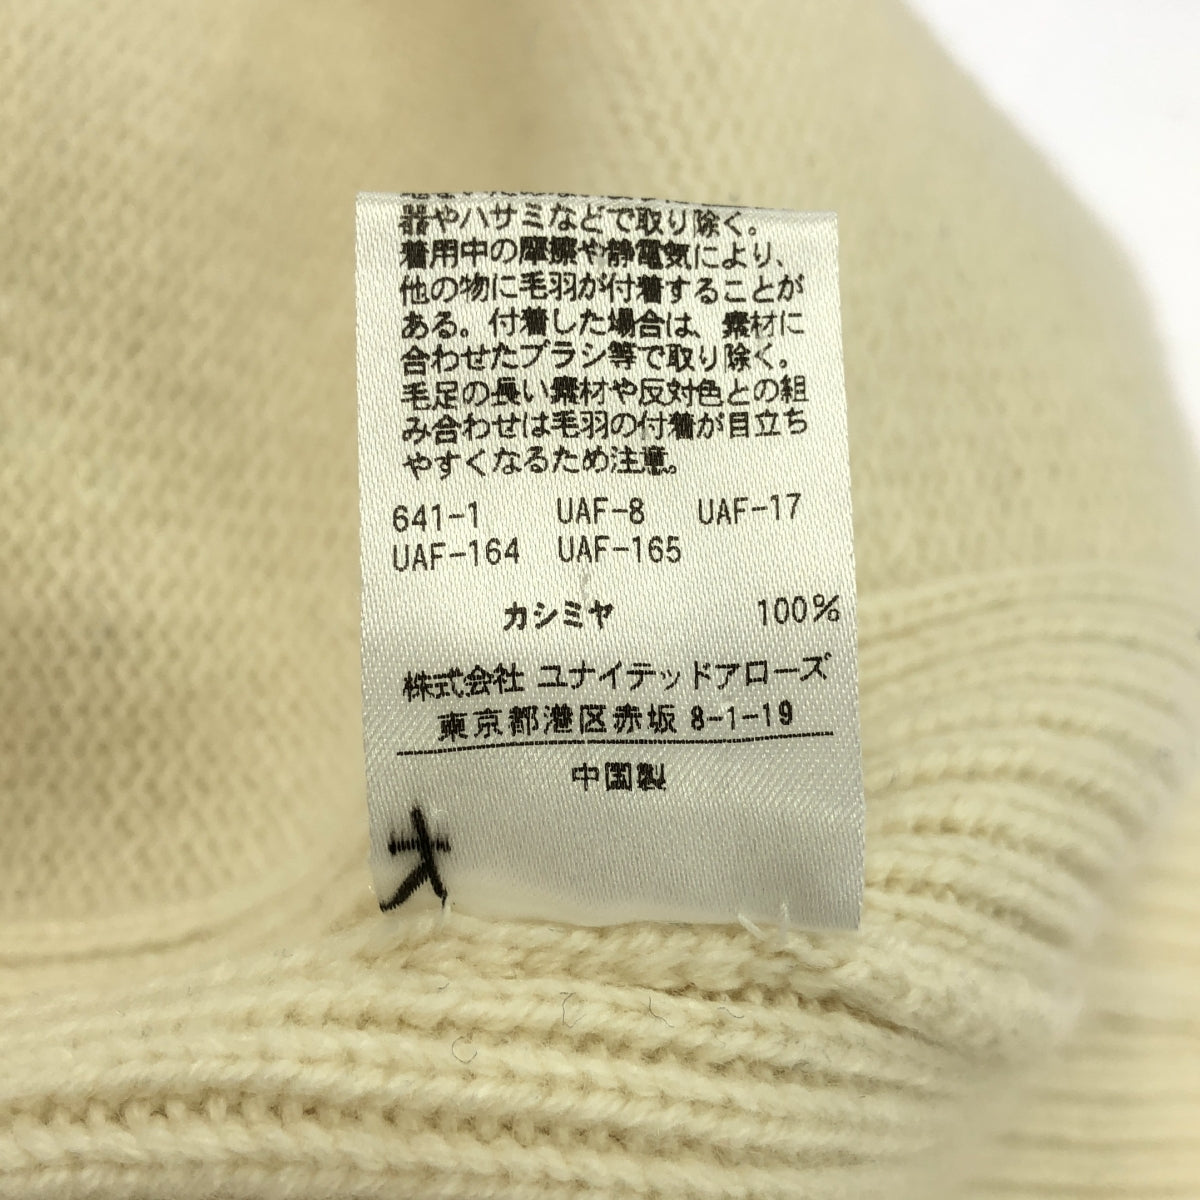 器やハサミなどで取り除く。
着用中の摩擦や静電気により、
他の物に毛羽が付着することが
ある。付着した場合は、素材に
合わせたブラシ等で取り除く。
毛足の長い素材や反対色との組
み合わせは毛羽の付着が目立ち
やすくなるため注意。
641-1 UAF-8 UAF-17
UAF-164 UAF-165
カシミヤ 100%
株式会社 ユナイテッドアローズ
東京都港区赤坂 8-1-19
中国製
大